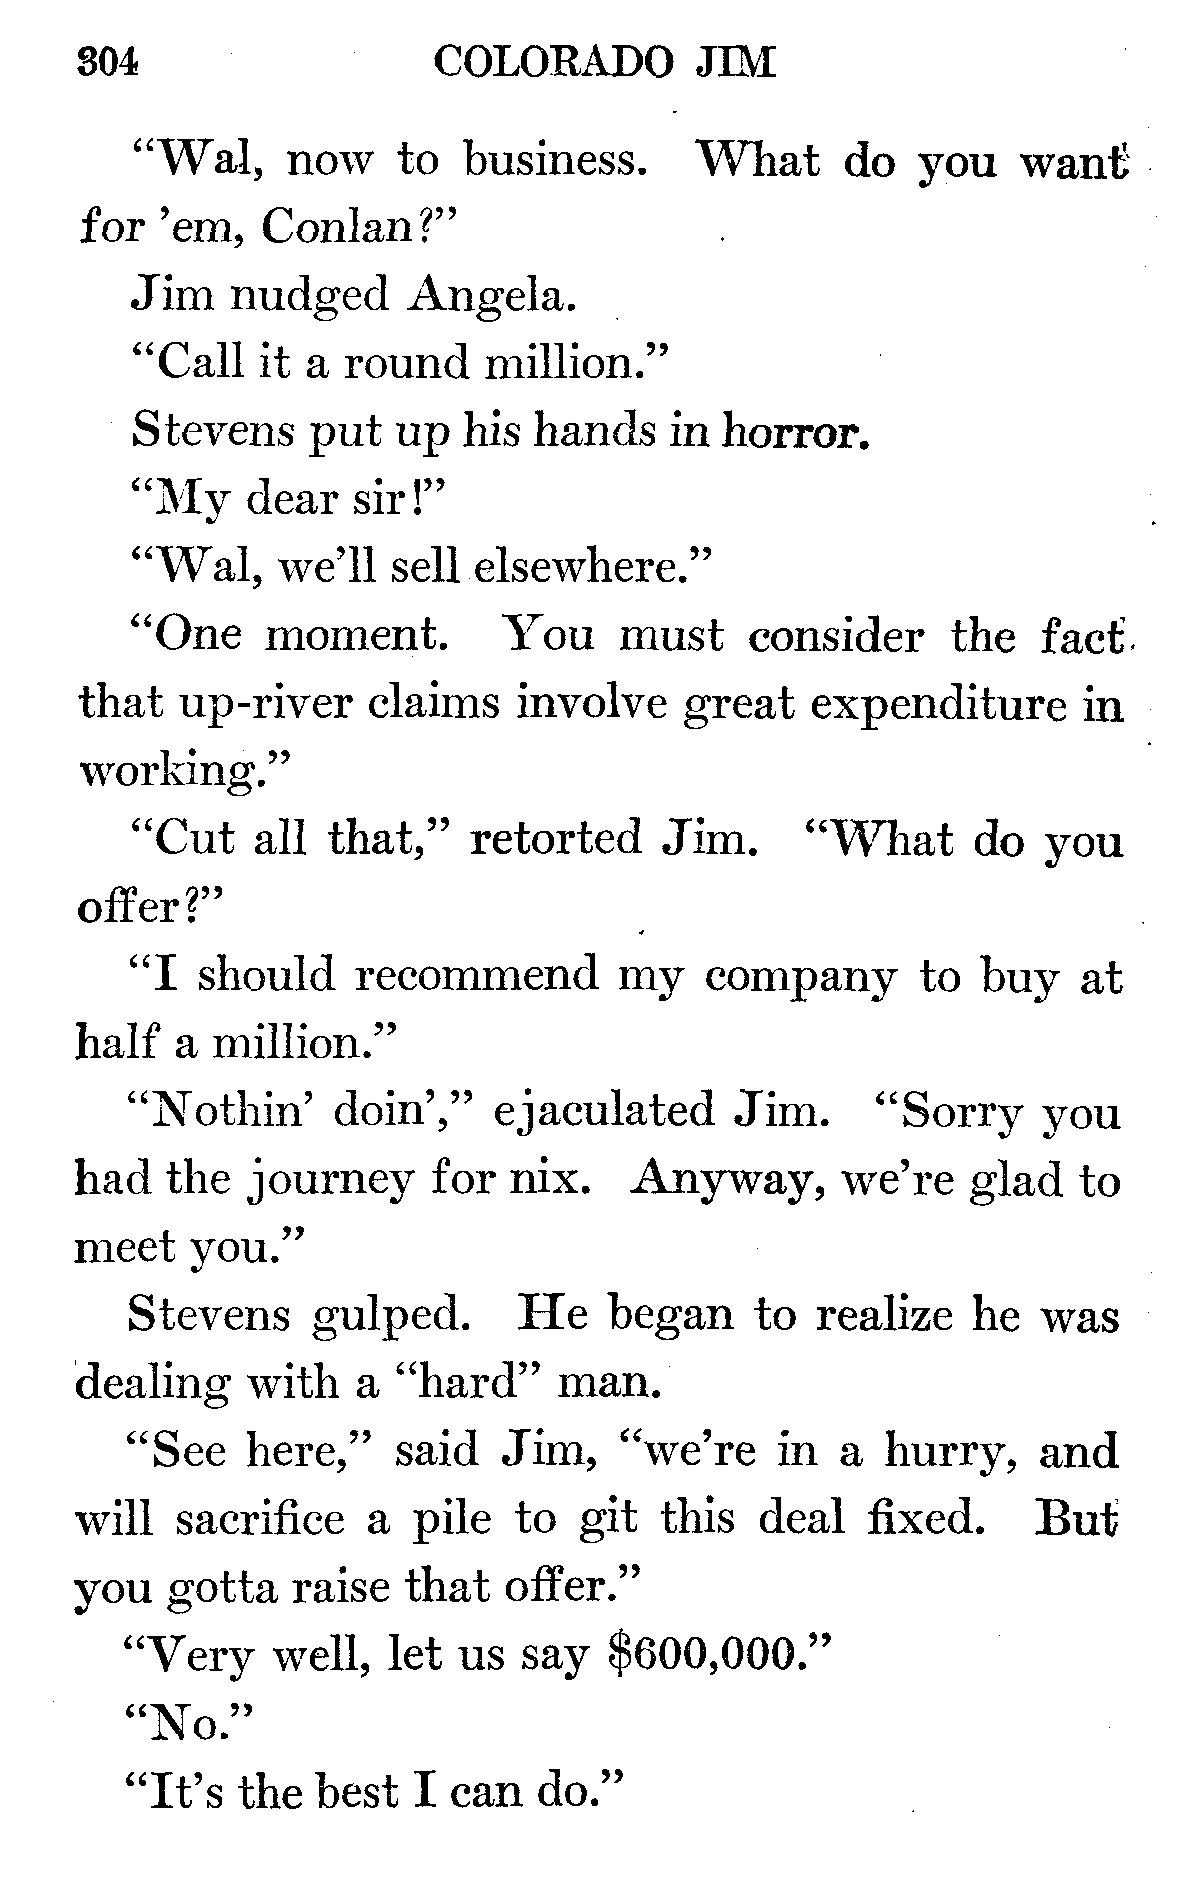 304 COLORADO JIM
“Wal, now to business. What do you want
for ’em, Conlan?”
Jim nudged Angela.
“Call it a round million.”
Stevens put up his hands in horror.
“My dear sir!”
“Wal, we’ll sell elsewhere.”
“One moment. You must consider the fact
that up-river claims involve great expenditure in
working.”
“Cut all that,” retorted Jim. “What do you
offer?”
“I should recommend my company to buy at
half a million.”
“Nothin’ doin’,” ejaculated Jim. “Sorry you
had the journey for nix. Anyway, we’re glad to
meet you.”
Stevens gulped. He began to realize he was
dealing with a “hard” man.
“See here,” said Jim, “we’re in a hurry, and
will sacrifice a pile to git this deal fixed. But
you gotta raise that offer.”
“Very well, let us say $600,000.”
“No.”
“It’s the best I can do.”